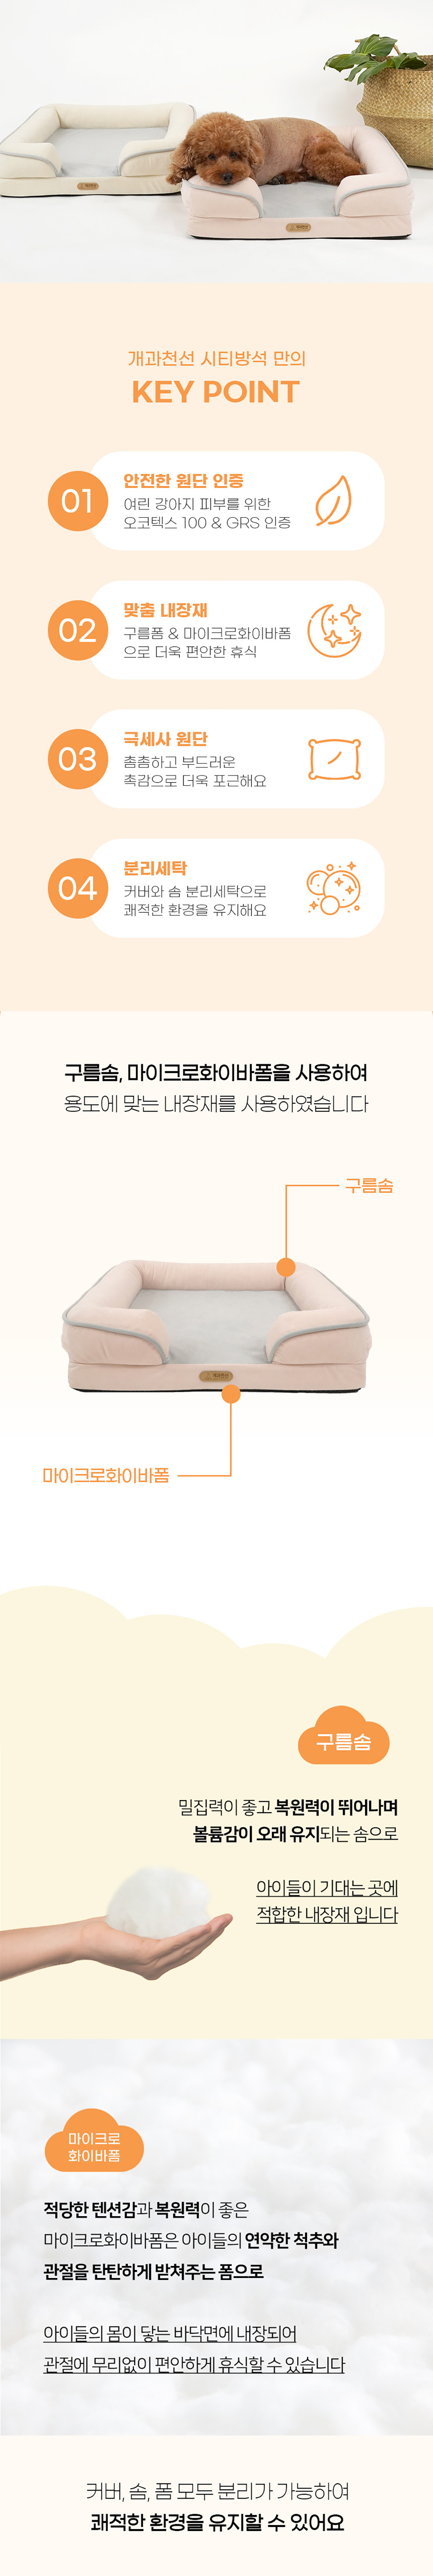 개과천선 시티방석 만의
KEY POINT
01
안전한 원단 인증
여린 강아지 피부를 위한
오코텍스 100 & GRS 인증
02
맞춤 내장재
구름폼 & 마이크로화이바폼
으로 더욱 편안한 휴식
03
극세사 원단
촘촘하고 부드러운
촉감으로 더욱 포근해요
04
분리세탁
커버와 솜 분리세탁으로
쾌적한 환경을 유지해요
구름솜, 마이크로화이바폼을 사용하여
용도에 맞는 내장재를 사용하였습니다
구름솜
마이크로화이바폼
구름솜
밀집력이 좋고 복원력이 뛰어나며
볼륨감이 오래 유지되는 솜으로
아이들이 기대는 곳에
적합한 내장재 입니다
마이크로
화이바폼
적당한 텐션감과 복원력이 좋은
마이크로화이바폼은 아이들의 연약한 척추와
관절을 탄탄하게 받쳐주는 폼으로
아이들의 몸이 닿는 바닥면에 내장되어
관절에 무리없이 편안하게 휴식할 수 있습니다
커버, 솜, 폼 모두 분리가 가능하여
쾌적한 환경을 유지할 수 있어요